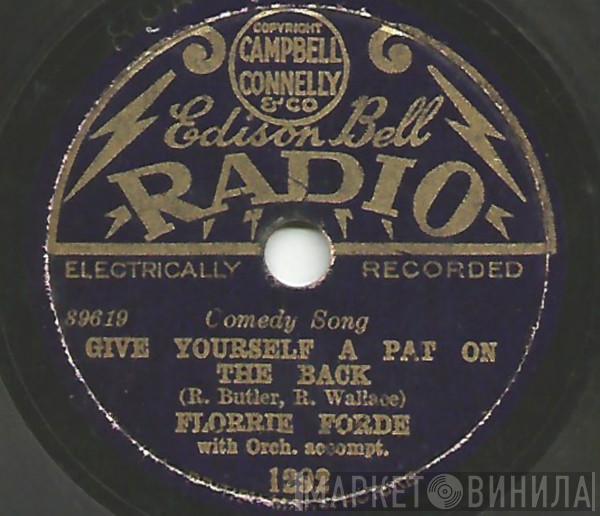 COPYRIGHT
CAMPBELL
CONNELLY
& CO
Edison Bell
RADIO
ELECTRICALLY RECORDED
89619 Comedy Song
GIVE YOURSELF A PAT ON
THE BACK
(R. Butler, R. Wallace)
FLORRIE FORDE
with Orch. accompt.
1292
МАРКЕТ ВИНИЛА